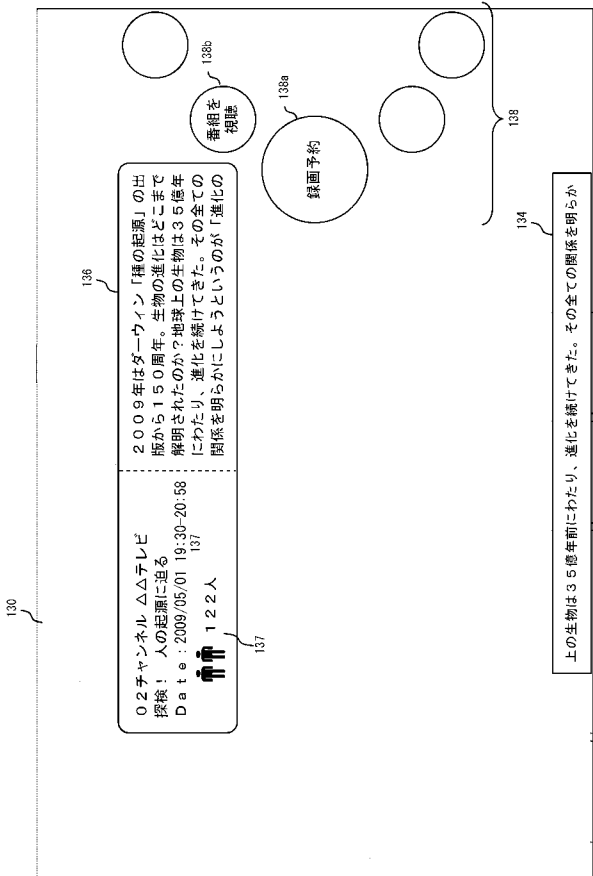 130
136
02チャンネル △△テレビ
探検! 人の起源に迫る
Date:2009/05/01 19:30-20:58
137
122人
137
2009年はダーウィン「種の起源」の出
版から150周年。生物の進化はどこまで
解明されたのか?地球上の生物は35億年
にわたり、進化を続けてきた。その全ての
関係を明らかにしようというのが「進化の
138b
番組を
視聴
138a
録画予約
138
134
上の生物は35億年前にわたり、進化を続けてきた。その全ての関係を明らか